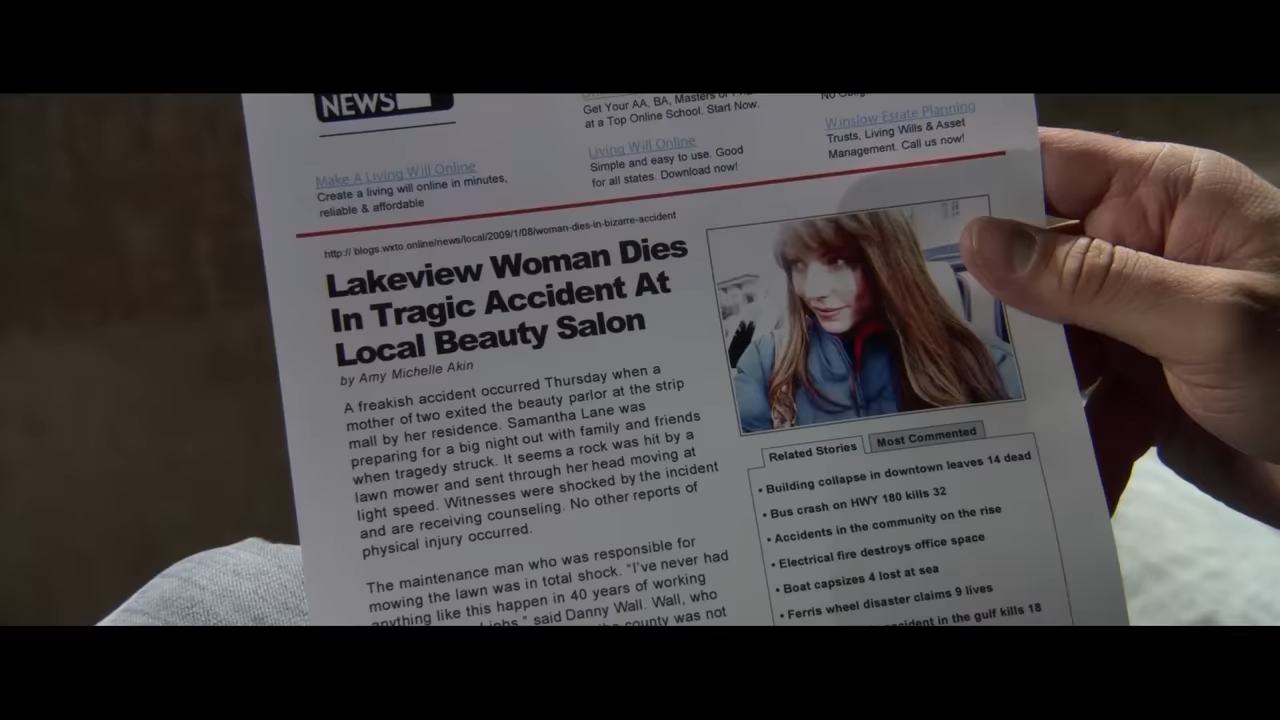 NEWS
Get Your AA, BA, Masters or
at a Top Online School. Start Now.
No
Winslow Estate Planning
Trusts, Living Wills & Asset
Management. Call us now!
Living Will Online
Simple and easy to use. Good
for all states. Download now!
Make A Living Will Online
Create a living will online in minutes,
reliable & affordable
http:// blogs.wxto.online/news/local/2009/1/08/woman-dies-in-bizarre-accident
Lakeview Woman Dies
In Tragic Accident At
Local Beauty Salon
by Amy Michelle Akin
A freakish accident occurred Thursday when a
mother of two exited the beauty parlor at the strip
mall by her residence. Samantha Lane was
preparing for a big night out with family and friends
when tragedy struck. It seems a rock was hit by a
lawn mower and sent through her head moving at
light speed. Witnesses were shocked by the incident
and are receiving counseling. No other reports of
physical injury occurred.
The maintenance man who was responsible for
mowing the lawn was in total shock. “I've never had
anything like this happen in 40 years of working
jobs,” said Danny Wall. Wall, who
county was not
Related Stories
Most Commented
• Building collapse in downtown leaves 14 dead
• Bus crash on HWY 180 kills 32
• Accidents in the community on the rise
• Electrical fire destroys office space
• Boat capsizes 4 lost at sea
• Ferris wheel disaster claims 9 lives
in the gulf kills 18